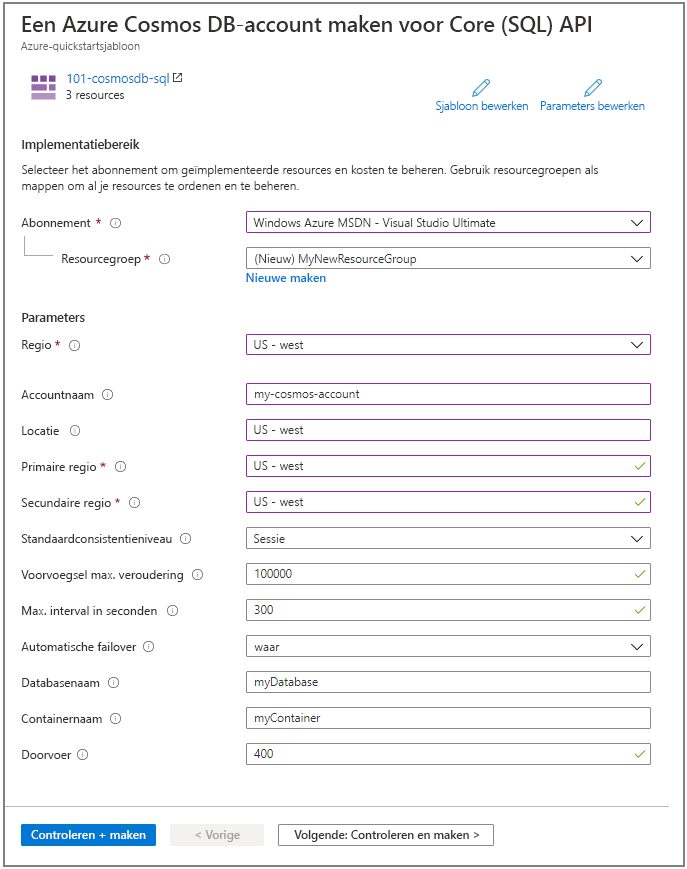 Een Azure Cosmos DB-account maken voor Core (SQL) API
Azure-quickstartsjabloon
101-cosmosdb-sql
3 resources
Sjabloon bewerken
Parameters bewerken
Implementatiebereik
Selecteer het abonnement om geïmplementeerde resources en kosten te beheren. Gebruik resourcegroepen als
mappen om al je resources te ordenen en te beheren.
Abonnement *
Windows Azure MSDN - Visual Studio Ultimate
Resourcegroep *
(Nieuw) MyNewResourceGroup
Nieuwe maken
Parameters
Regio *
US - west
Accountnaam
my-cosmos-account
Locatie
US - west
Primaire regio *
US - west
Secundaire regio *
US - west
Standaardconsistentieniveau
Sessie
Voorvoegsel max. veroudering
100000
Max. interval in seconden
300
Automatische failover
waar
Databasenaam
myDatabase
Containernaam
myContainer
Doorvoer
400
Controleren + maken
< Vorige
Volgende: Controleren en maken >